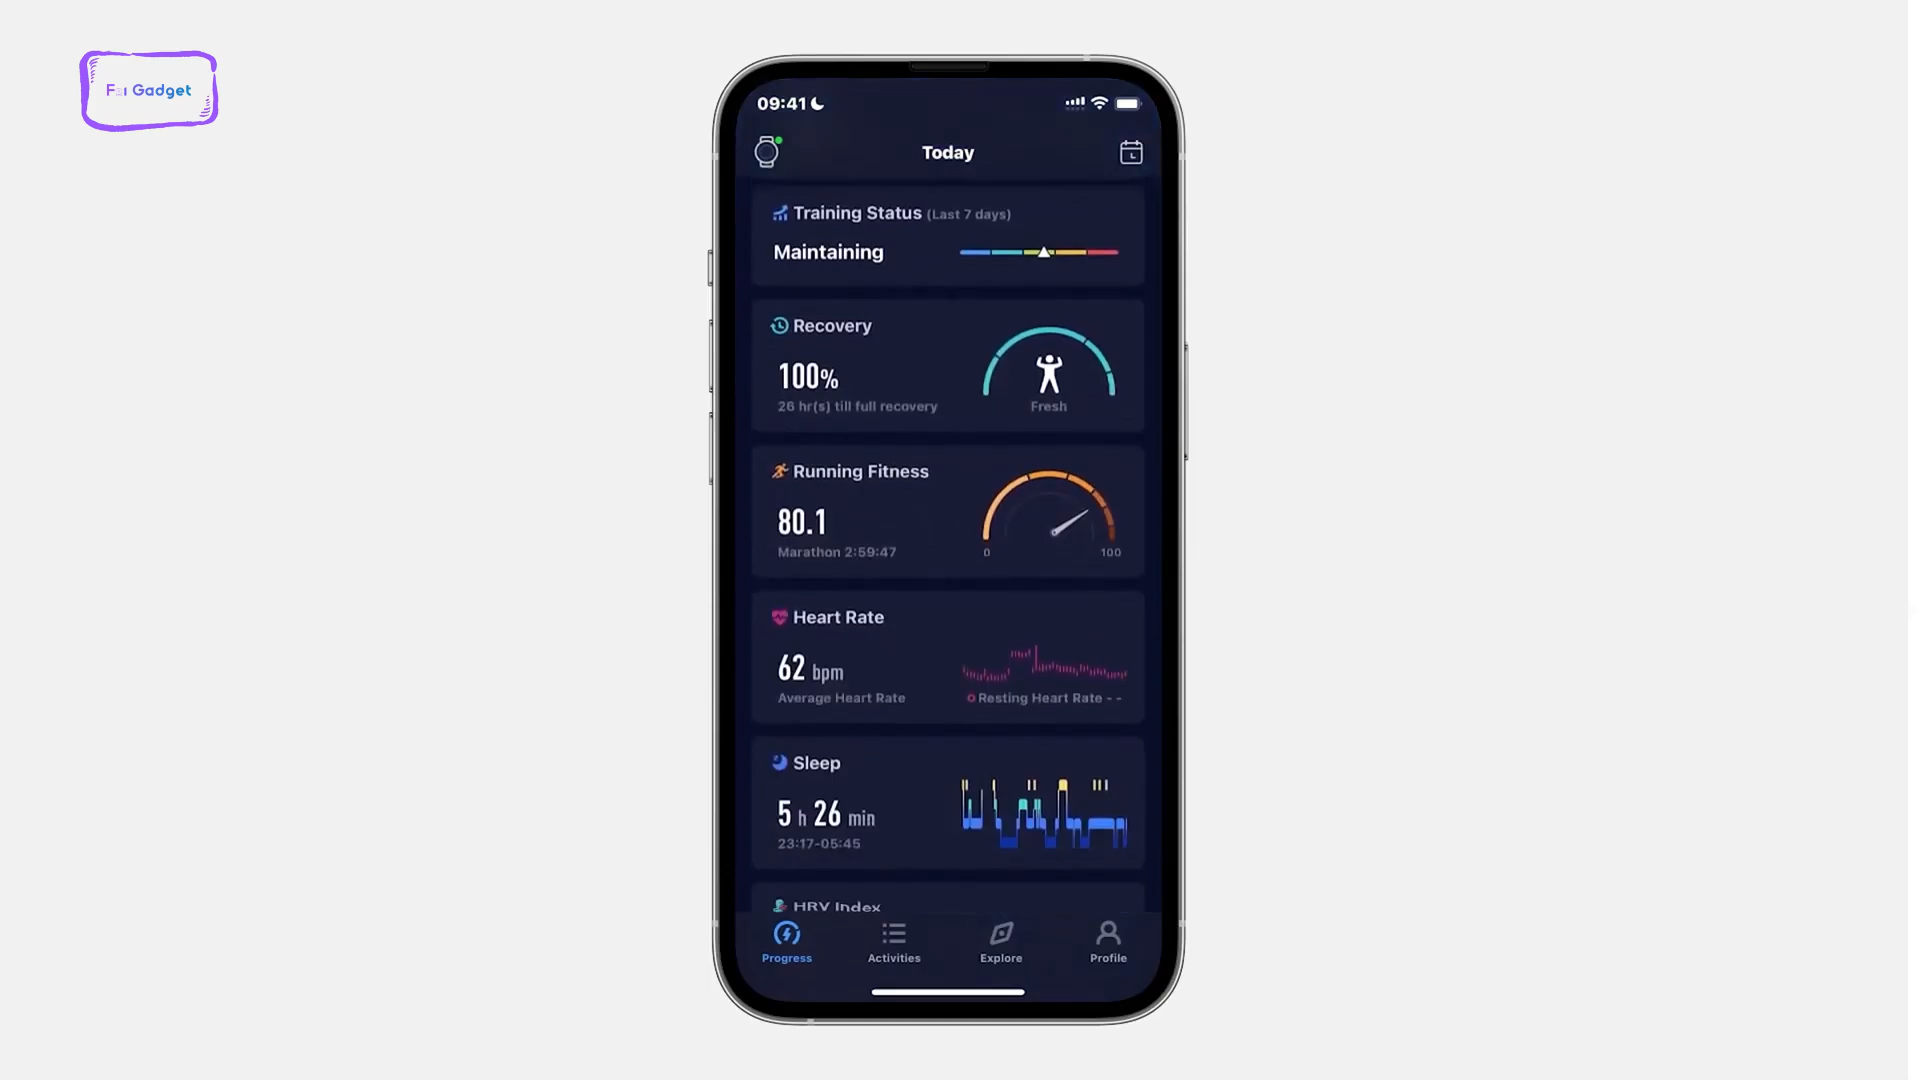 Gadget
09:41
Today
Training Status (Last 7 days)
Maintaining
Recovery
100%
26 hr(s) till full recovery
Fresh
Running Fitness
80.1
Marathon 2:59:47
0
100
Heart Rate
62 bpm
Average Heart Rate
Resting Heart Rate - -
Sleep
5 h 26 min
23:17-05:45
HRV Index
Progress
Activities
Explore
Profile